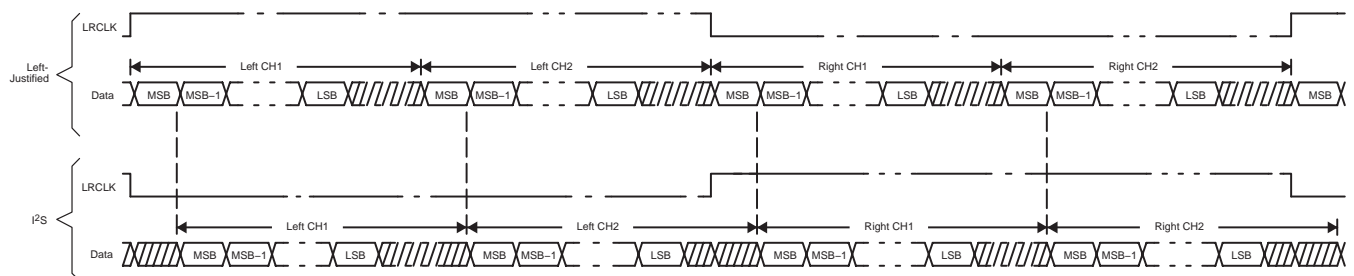 LRCLK
Left-
Justified
Left CH1 Left CH2 Right CH1 Right CH2
Data MSB MSB–1 LSB MSB MSB–1 LSB MSB MSB–1 LSB MSB MSB–1 LSB MSB
LRCLK
I2S
Left CH1 Left CH2 Right CH1 Right CH2
Data MSB MSB–1 LSB MSB MSB–1 LSB MSB MSB–1 LSB MSB MSB–1 LSB